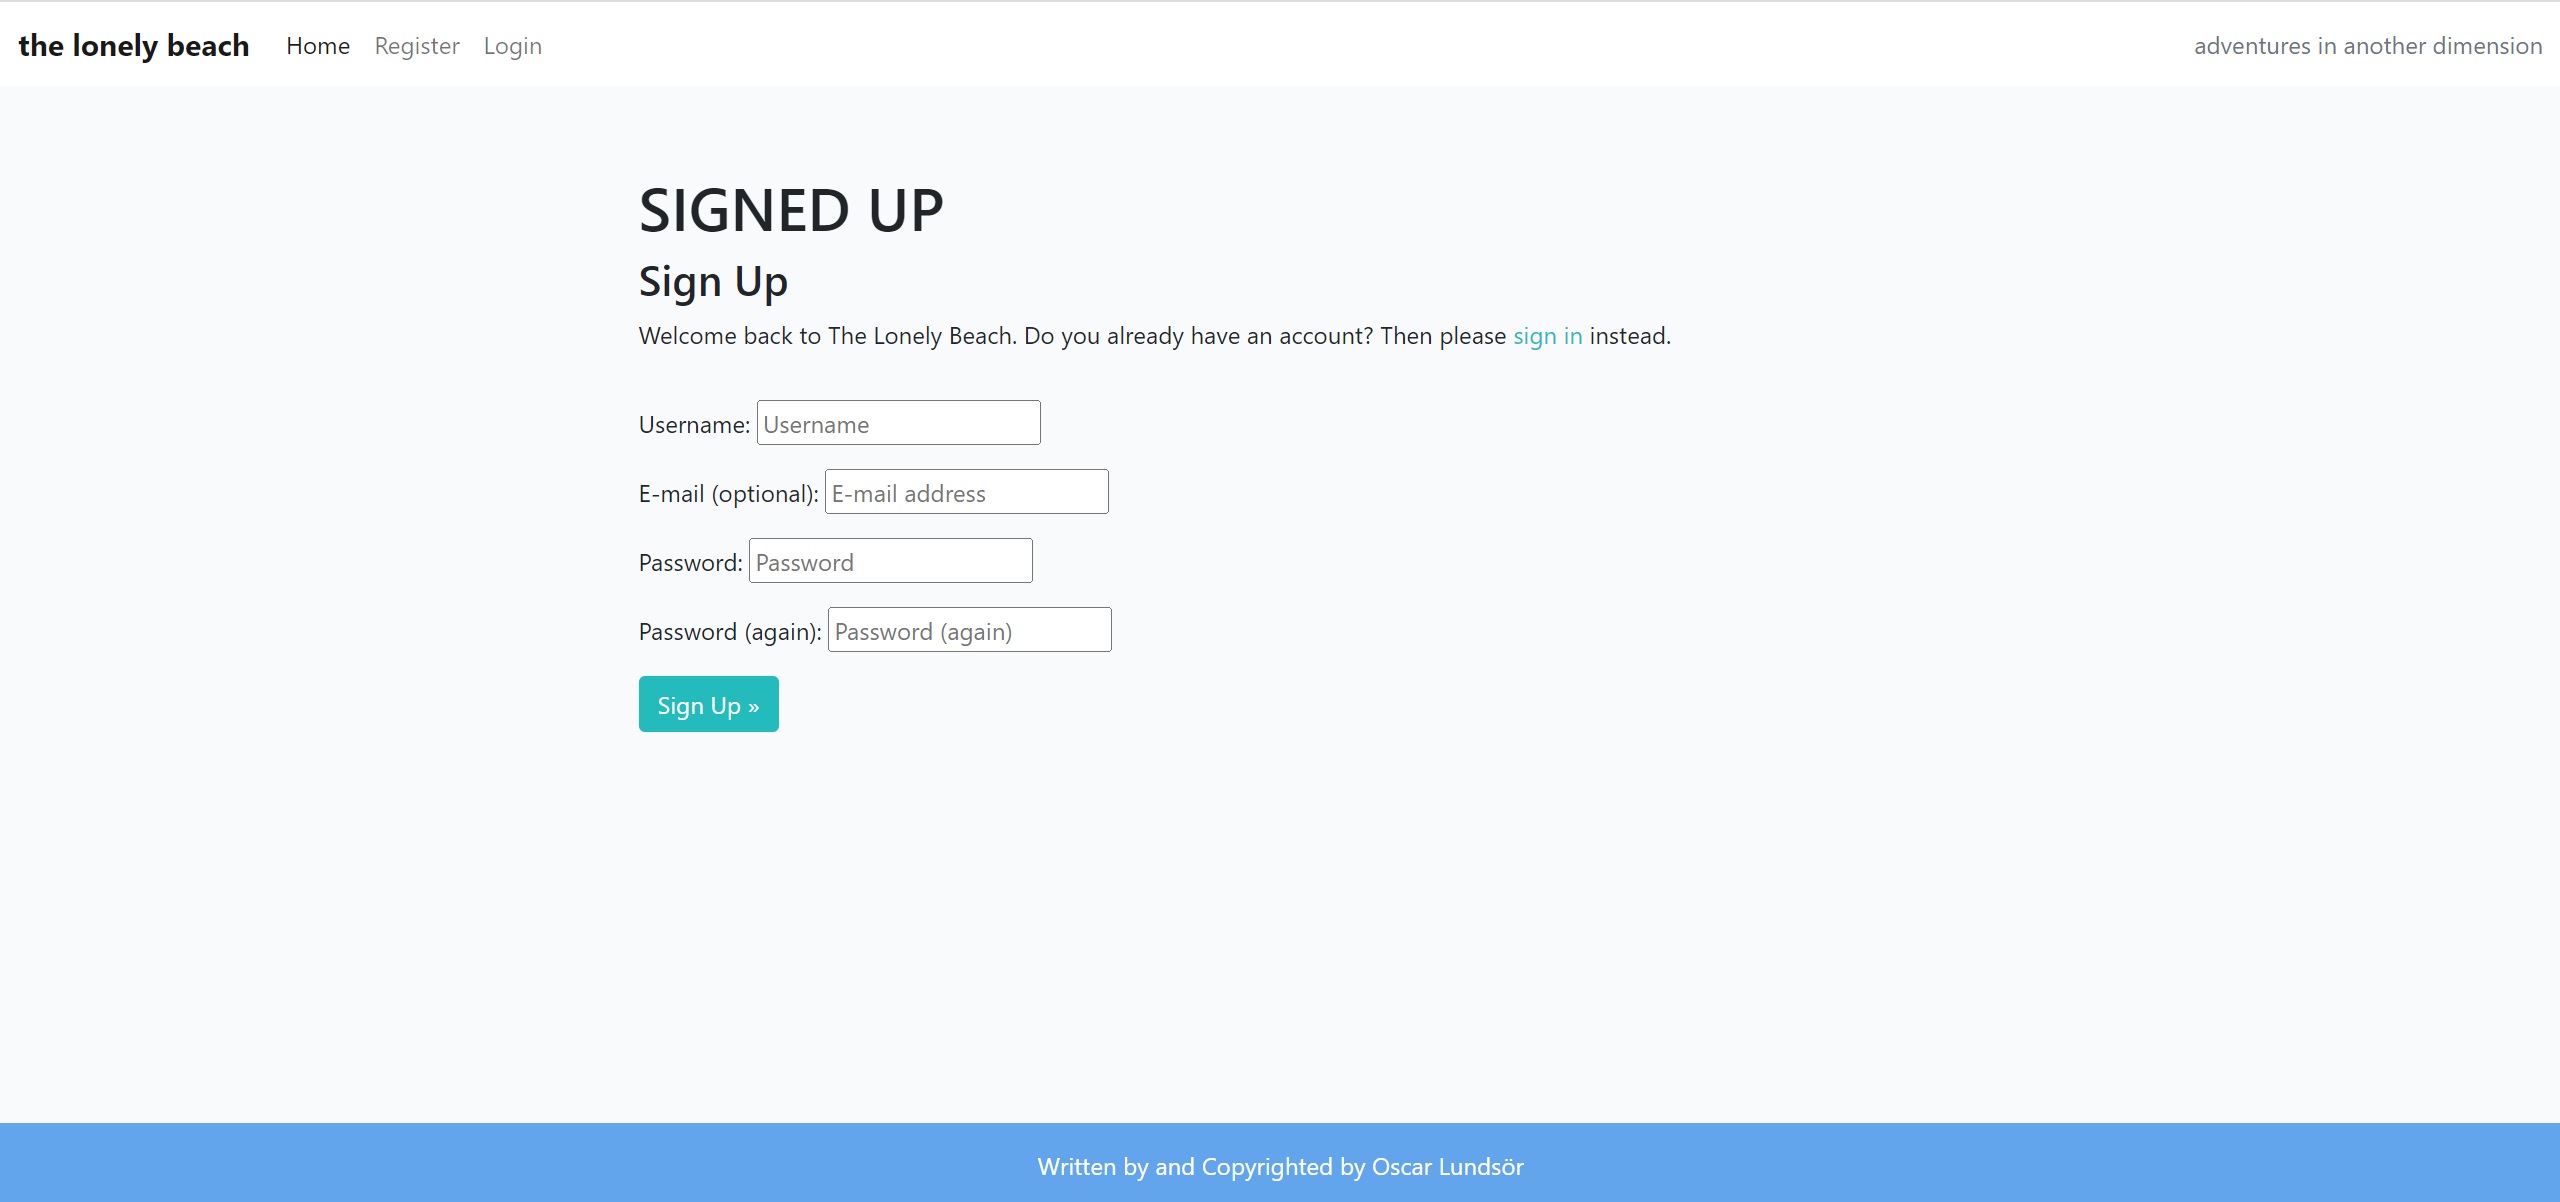 the lonely beach Home Register Login adventures in another dimension
SIGNED UP
Sign Up
Welcome back to The Lonely Beach. Do you already have an account? Then please sign in instead.
Username: Username
E-mail (optional): E-mail address
Password: Password
Password (again): Password (again)
Sign Up »
Written by and Copyrighted by Oscar Lundsör